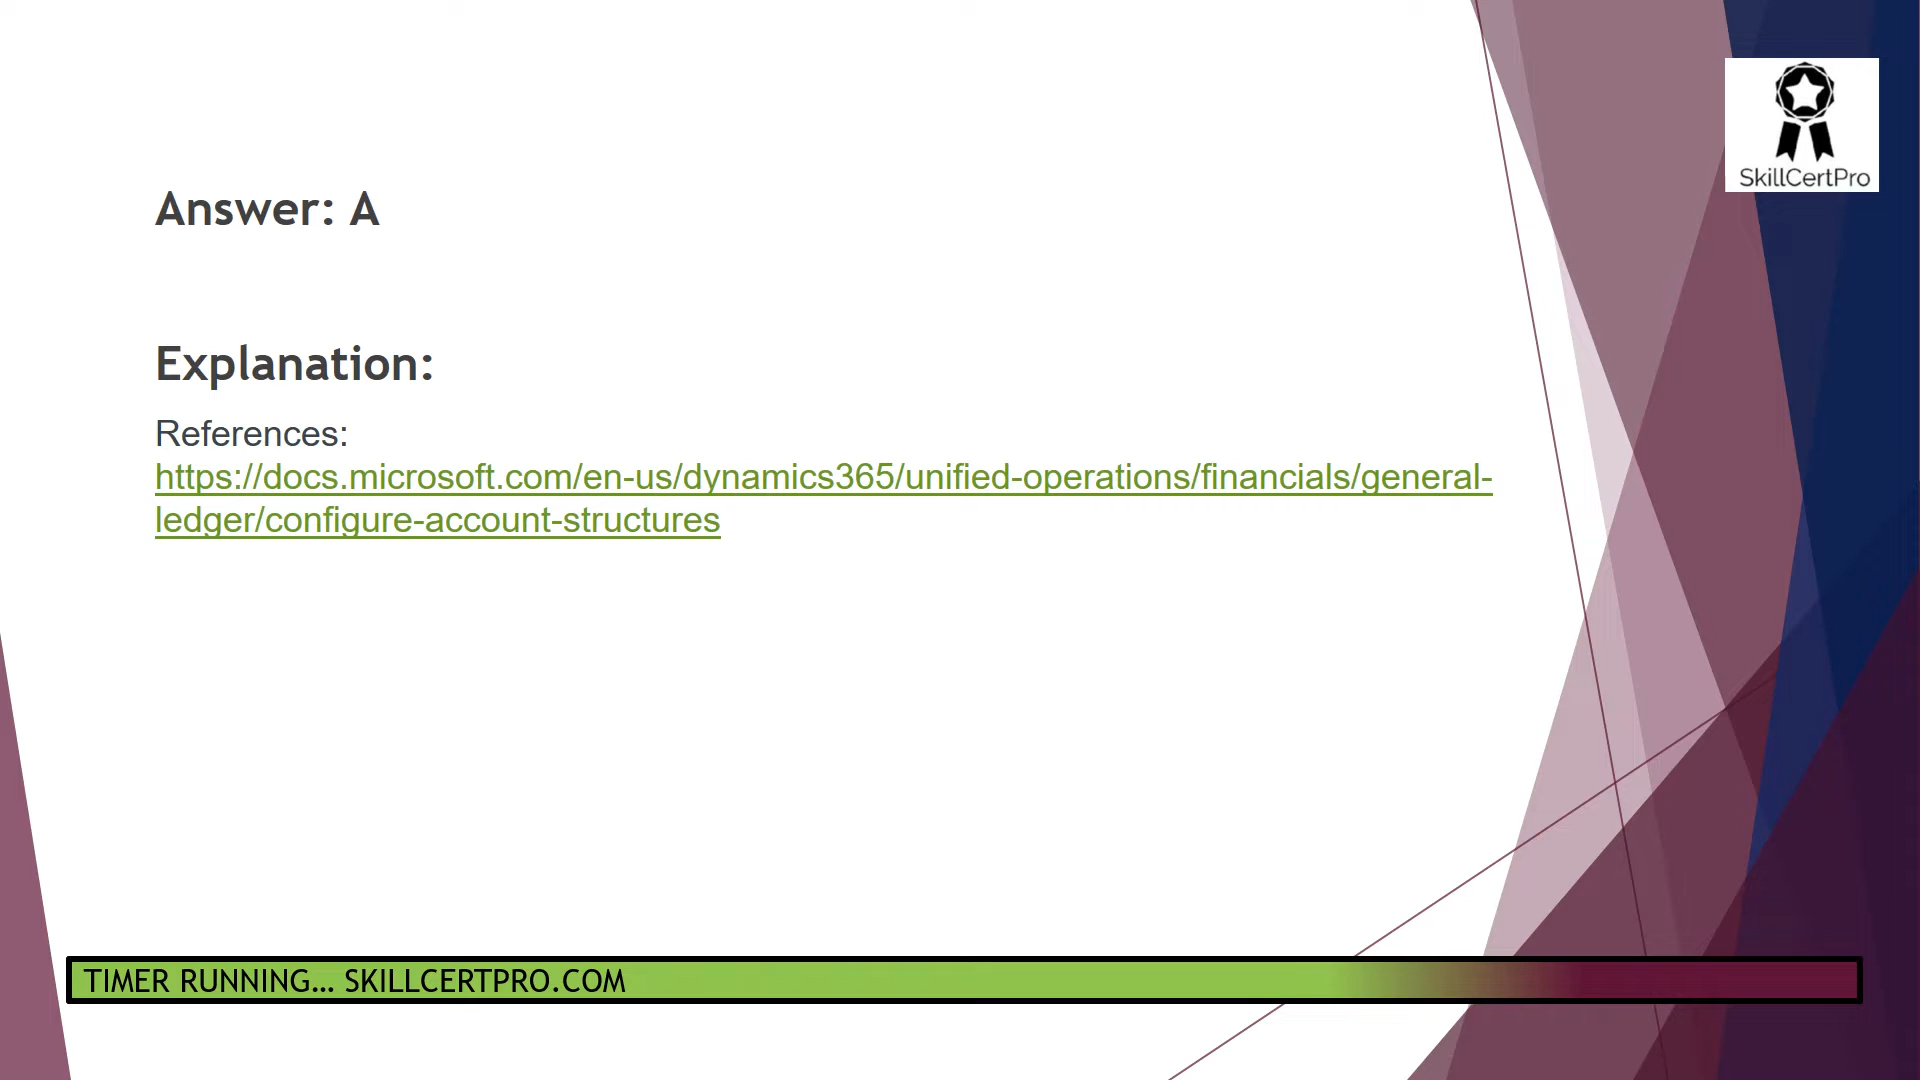 SkillCertPro
Answer: A
Explanation:
References:
https://docs.microsoft.com/en-us/dynamics365/unified-operations/financials/general-
ledger/configure-account-structures
TIMER RUNNING... SKILLCERTPRO.COM